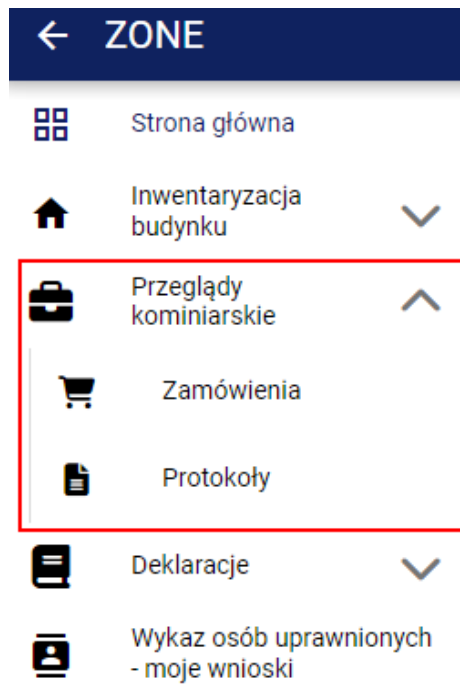 ZONE
Strona główna
Inwentaryzacja
budynku
Przeglądy
kominiarskie
Zamówienia
Protokoły
Deklaracje
Wykaz osób uprawnionych
- moje wnioski